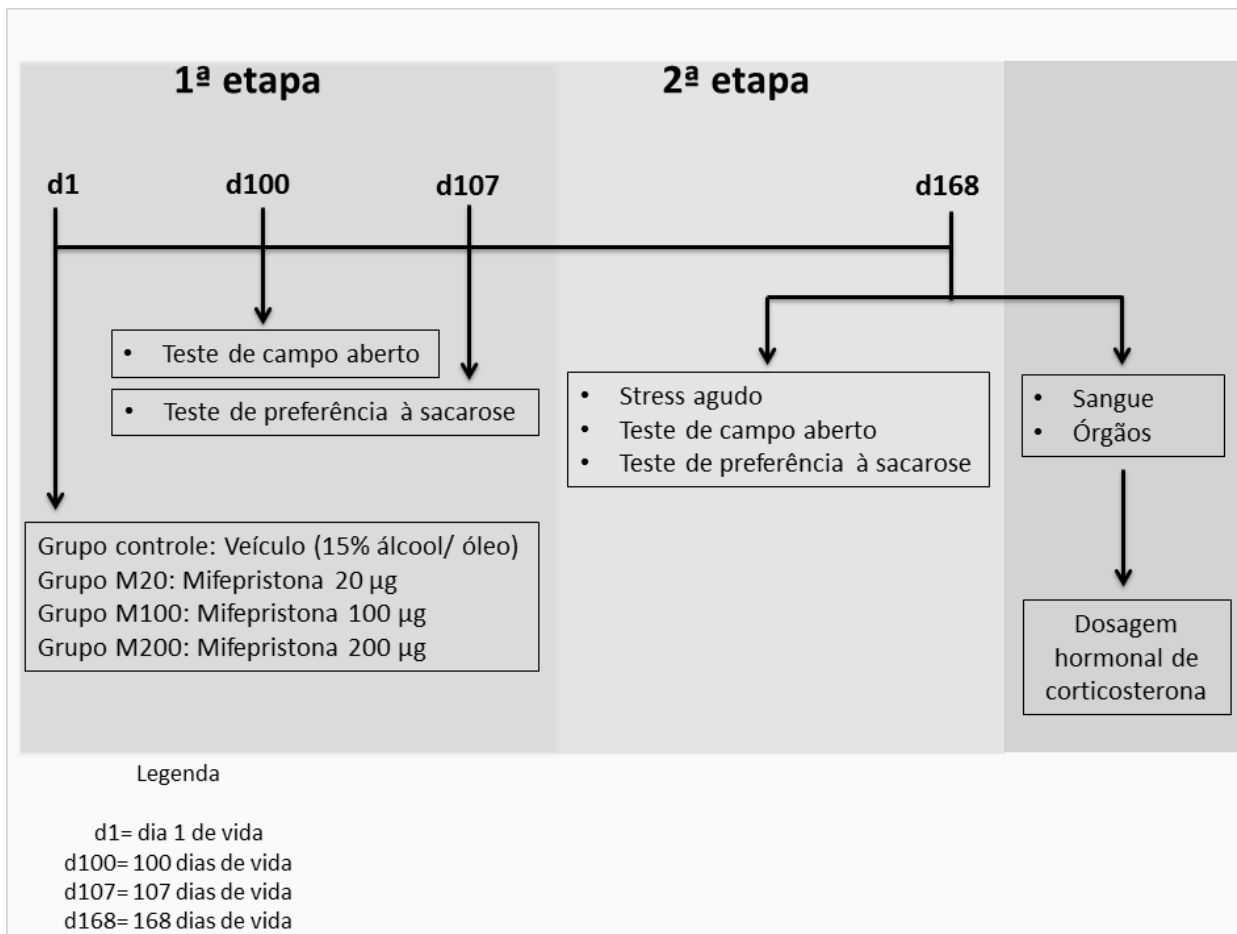 1ª etapa
2ª etapa
d1
d100
d107
d168
• Teste de campo aberto
• Teste de preferência à sacarose
• Stress agudo
• Teste de campo aberto
• Teste de preferência à sacarose
• Sangue
• Órgãos
Grupo controle: Veículo (15% álcool/ óleo)
Grupo M20: Mifepristona 20 µg
Grupo M100: Mifepristona 100 µg
Grupo M200: Mifepristona 200 µg
Dosagem
hormonal de
corticosterona
Legenda
d1= dia 1 de vida
d100= 100 dias de vida
d107= 107 dias de vida
d168= 168 dias de vida